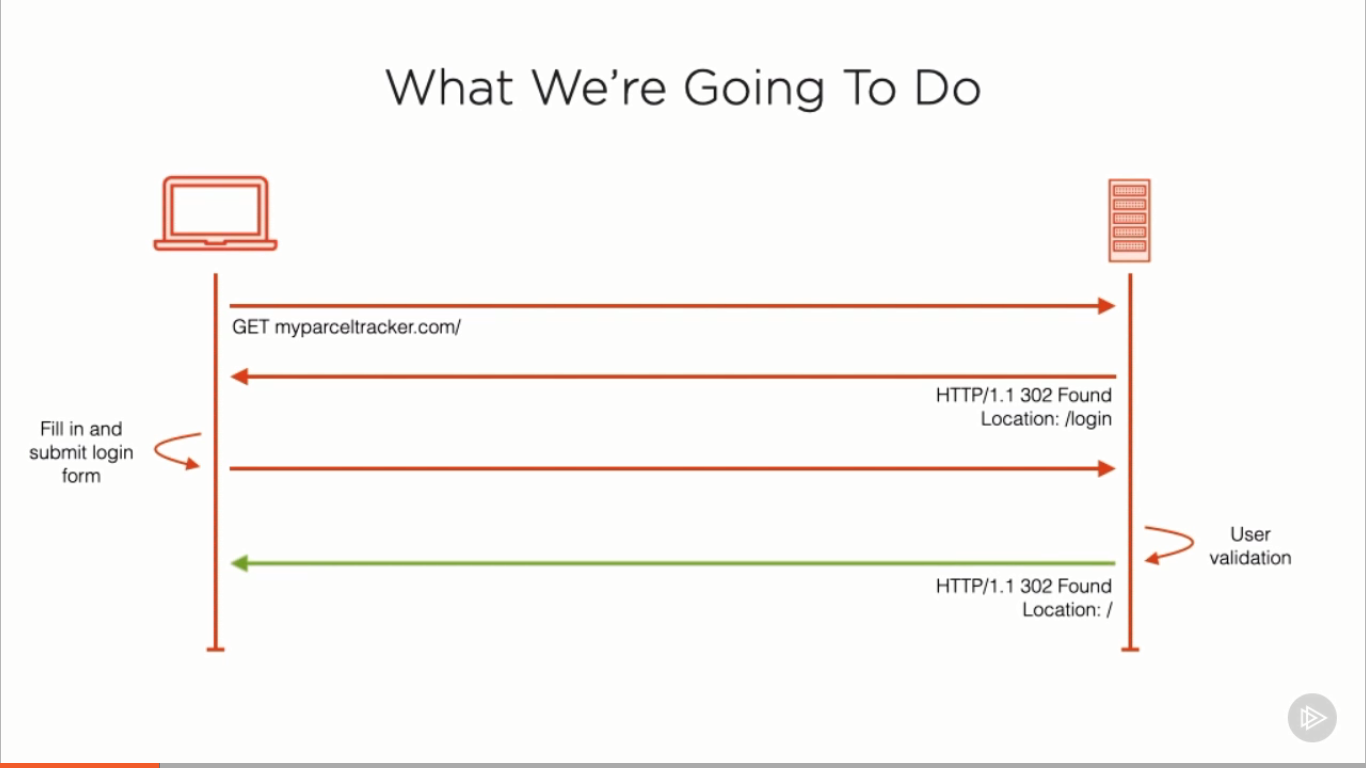 What We're Going To Do
GET myparceltracker.com/
HTTP/1.1 302 Found
Location: /login
Fill in and
submit login
form
User
validation
HTTP/1.1 302 Found
Location: /